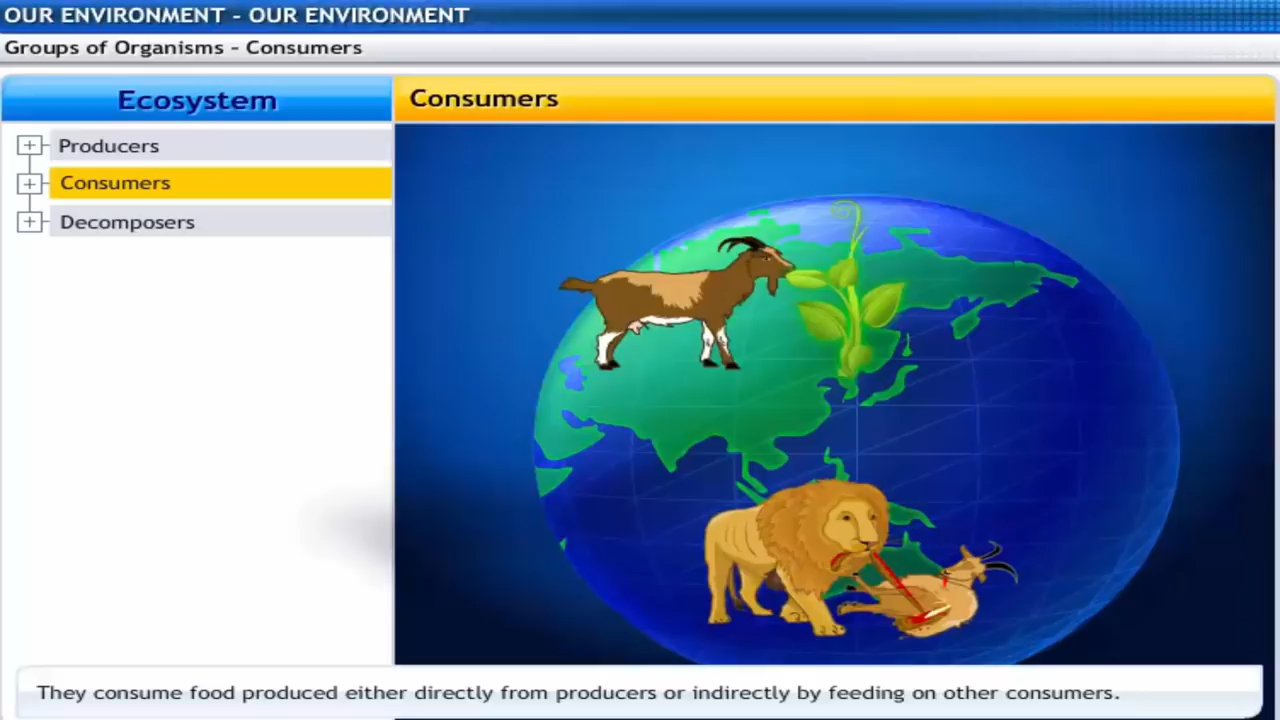 OUR ENVIRONMENT - OUR ENVIRONMENT
Groups of Organisms - Consumers
Ecosystem
Producers
Consumers
Decomposers
Consumers
They consume food produced either directly from producers or indirectly by feeding on other consumers.